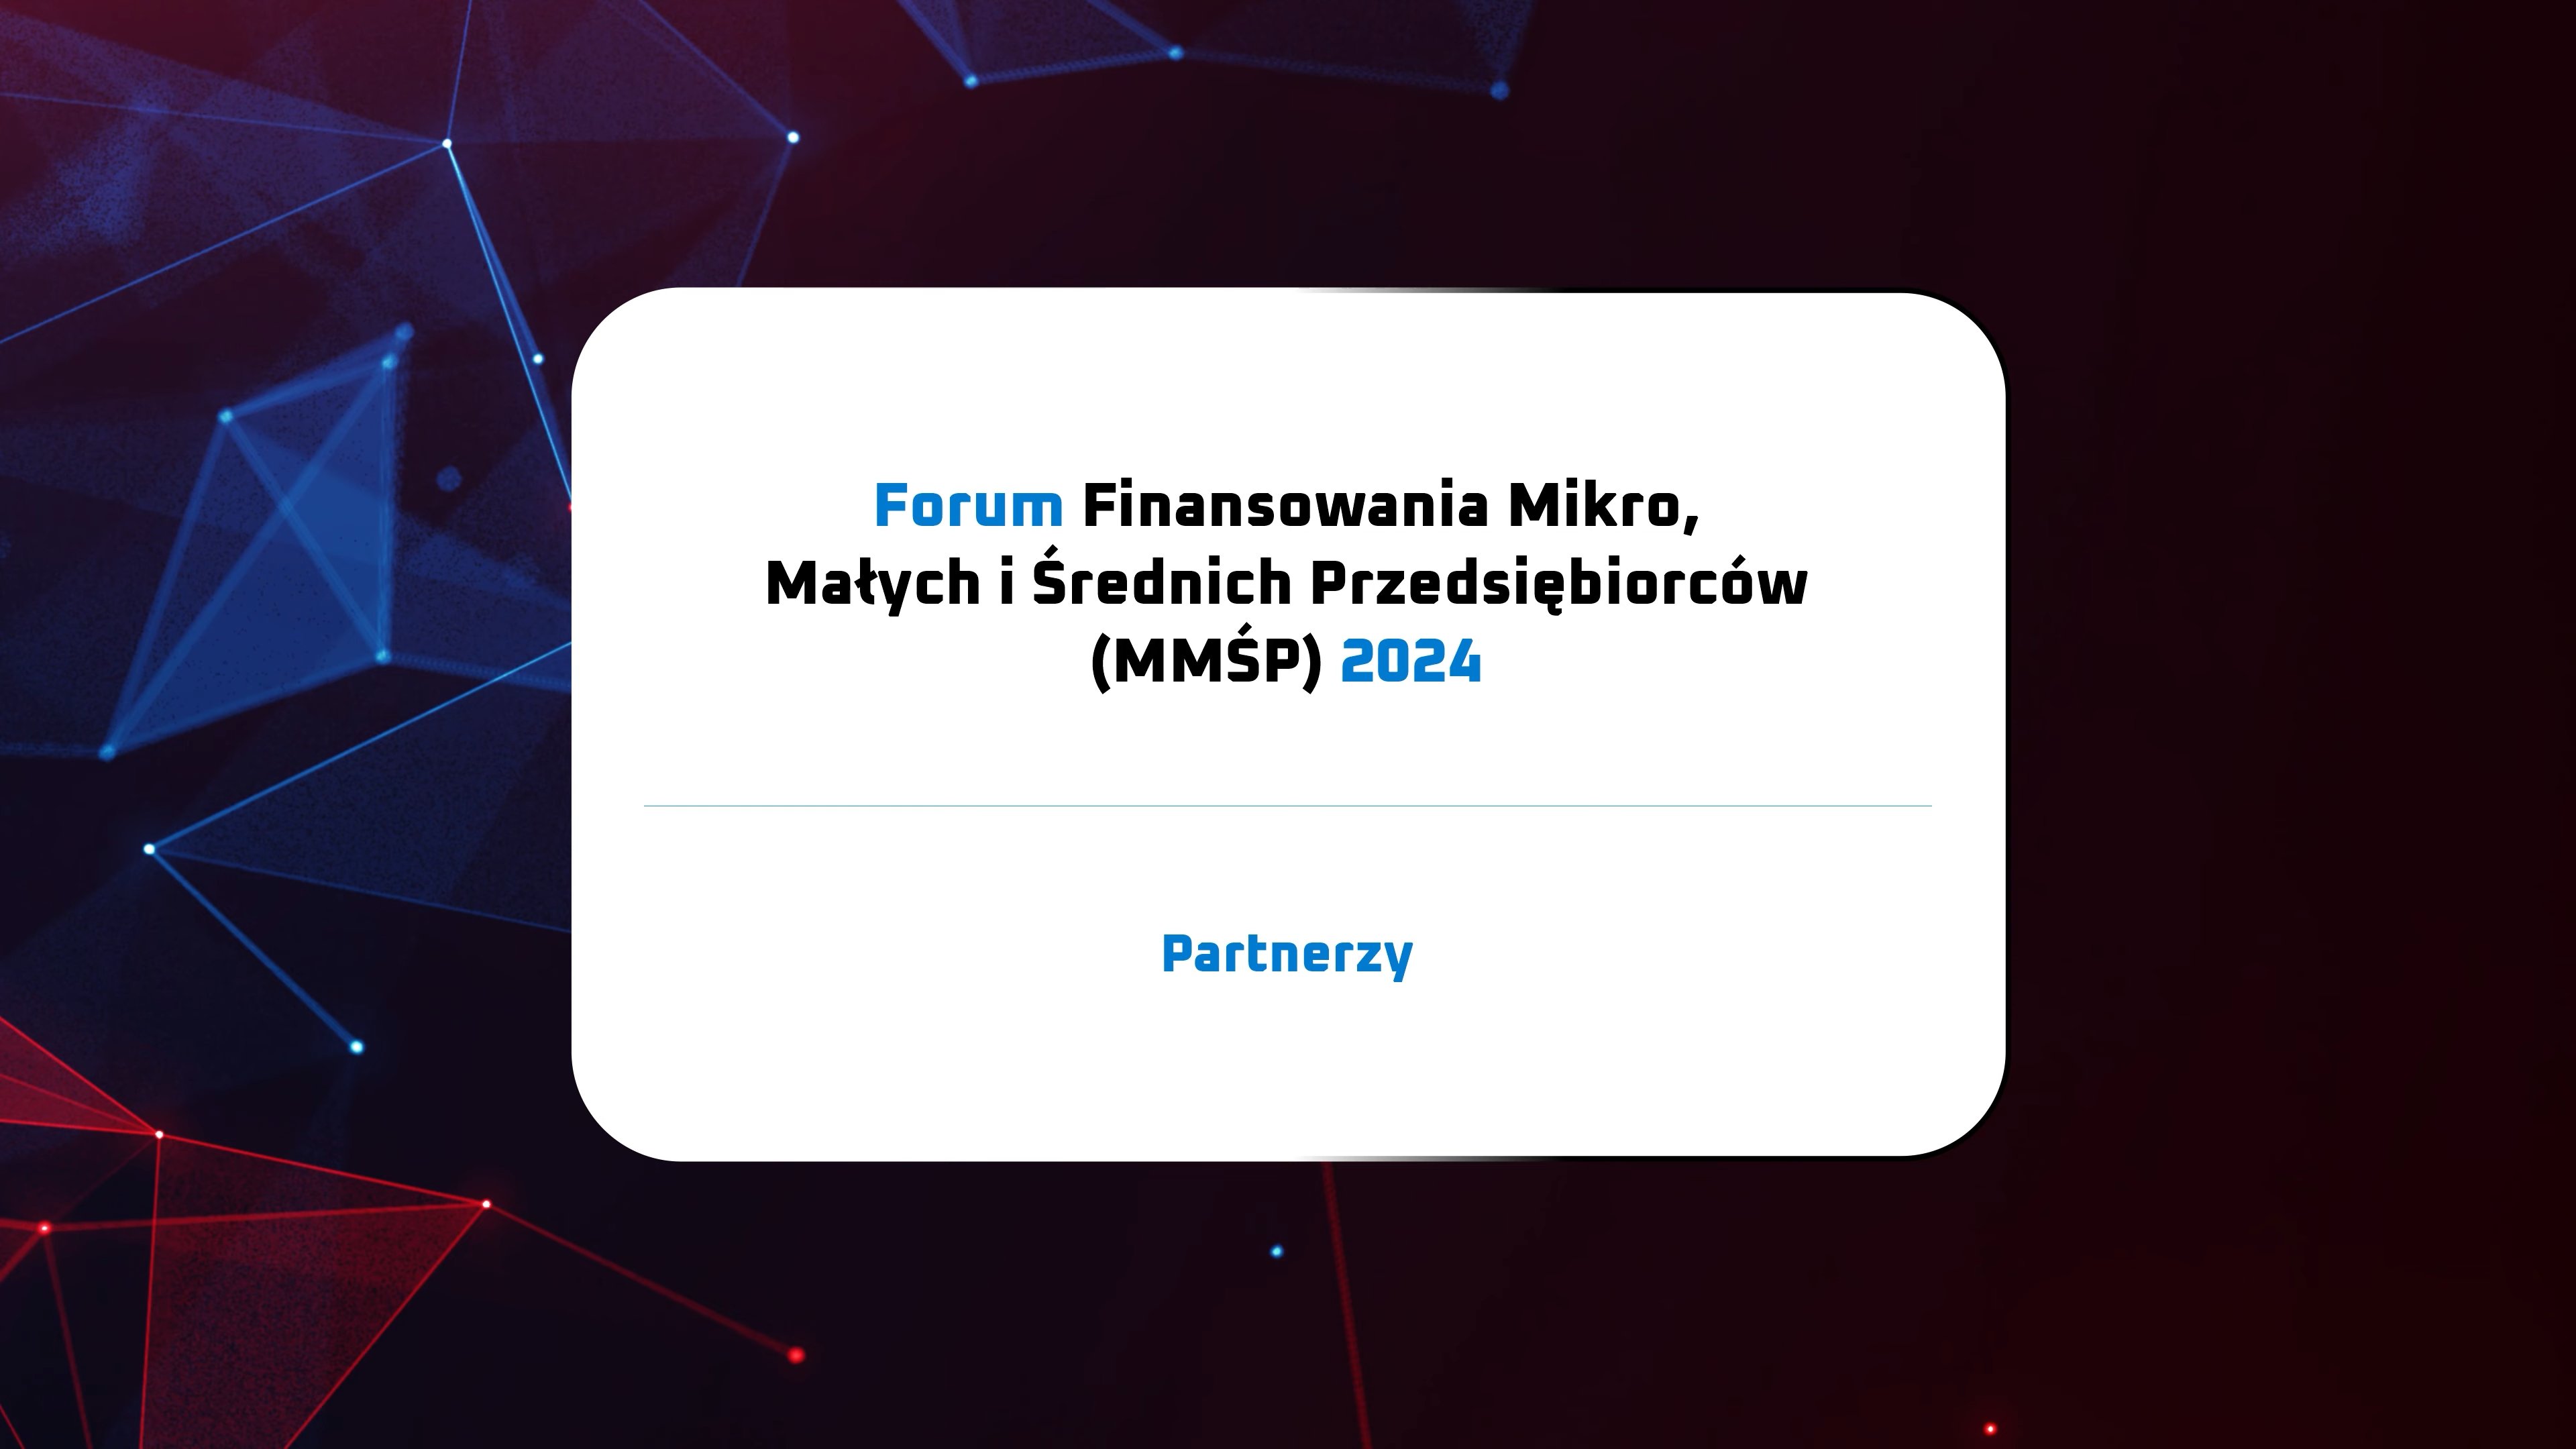 Forum Finansowania Mikro,
Małych i Średnich Przedsiębiorców
(MMŚP) 2024
Partnerzy